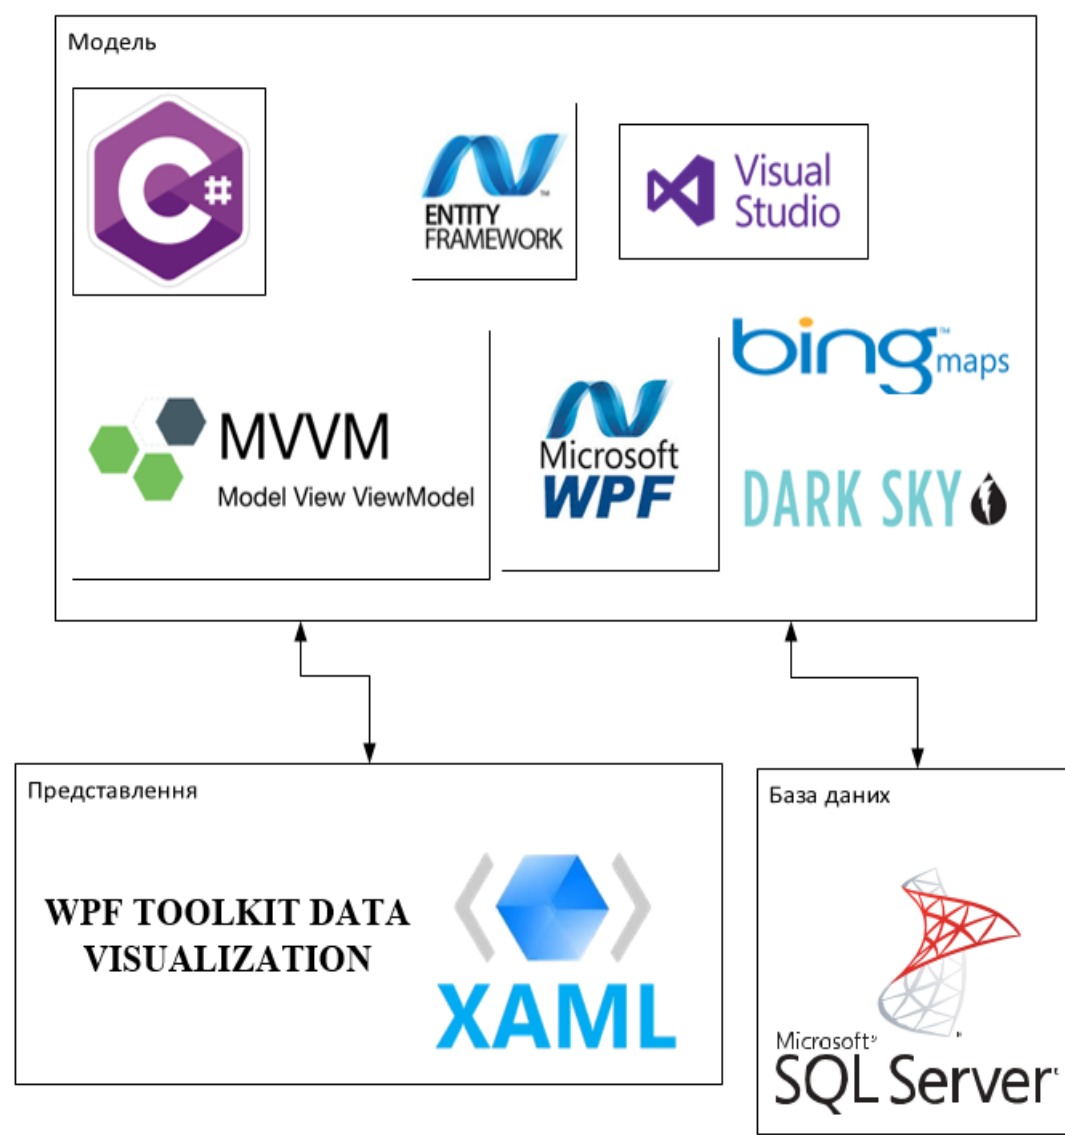 Модель
C#
ENTITY
FRAMEWORK
Visual
Studio
MVVM
Model View ViewModel
Microsoft
WPF
bing maps
DARK SKY
Представлення
WPF TOOLKIT DATA
VISUALIZATION
XAML
База даних
Microsoft
SQL Server